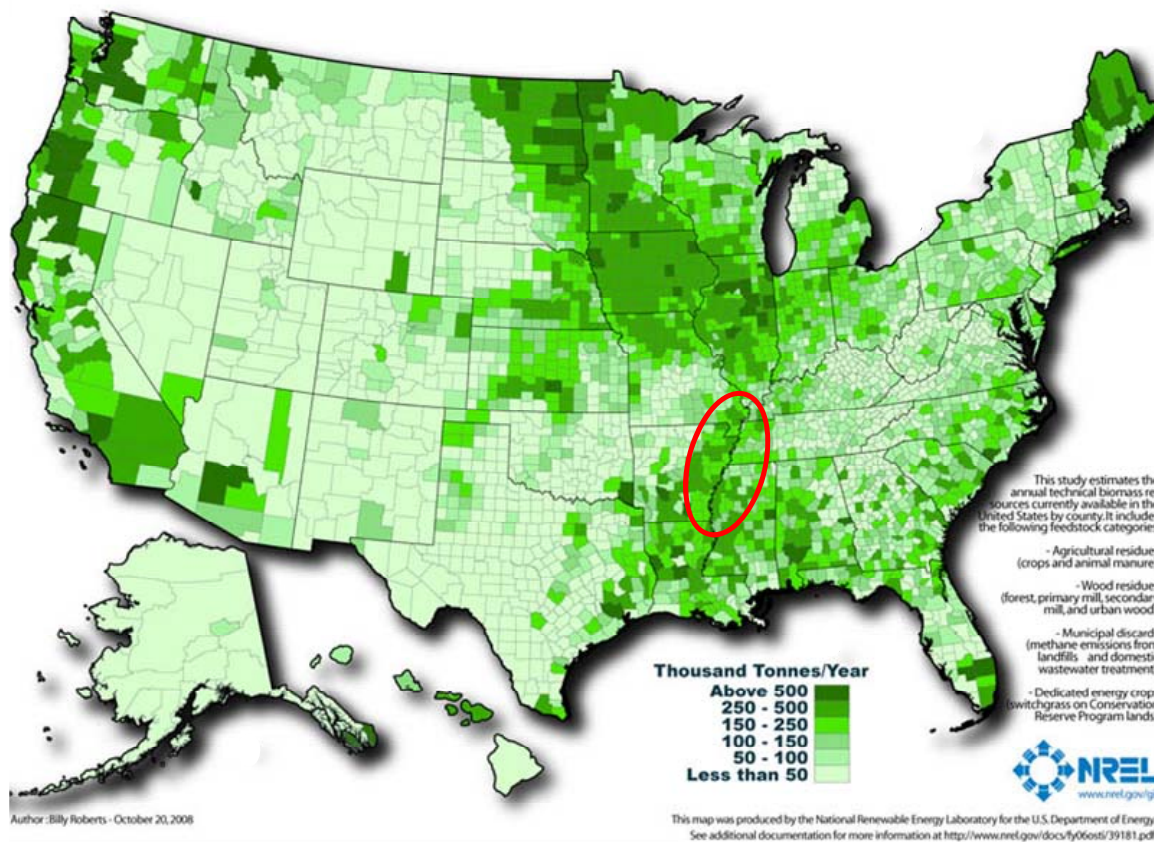 This study estimates the
annual technical biomass re
sources currently available in the
United States by county. It include
the following feedstock categorie
- Agricultural residue
(crops and animal manure
- Wood residue
(forest, primary mill, secondar
mill, and urban wood
- Municipal discard
(methane emissions fron
landfills and domesti
wastewater treatment
- Dedicated energy crop
(switchgrass on Conservation
Reserve Program lands
Thousand Tonnes/Year
Above 500
250 - 500
150 - 250
100 - 150
50 - 100
Less than 50
NREL
www.nrel.gov/gi
Author : Billy Roberts - October 20, 2008
This map was produced by the National Renewable Energy Laboratory for the U.S. Department of Energy
See additional documentation for more information at http://www.nrel.gov/docs/fy06osti/39181.pdf